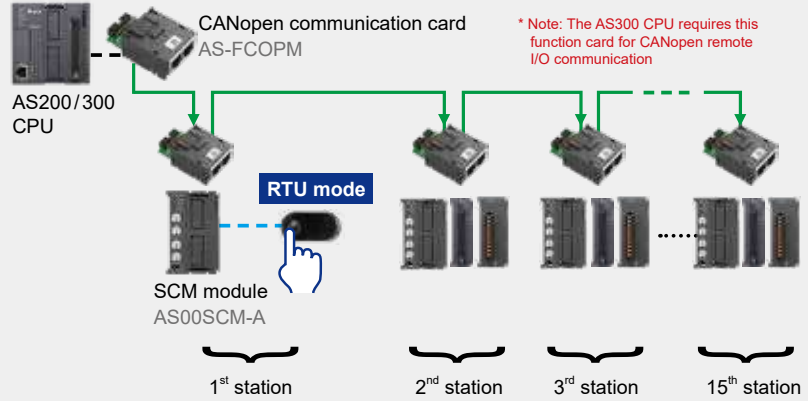 CANopen communication card
AS-FCOPM
* Note: The AS300 CPU requires this
function card for CANopen remote
I/O communication
AS200/300
CPU
RTU mode
SCM module
AS00SCM-A
1st station
2nd station
3rd station
15th station